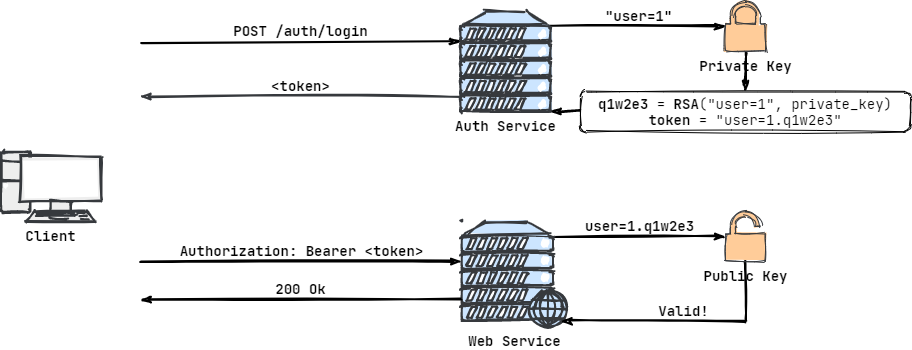 "user=1"
POST /auth/login
Private Key
<token>
q1w2e3 = RSA("user=1", private_key)
token = "user=1.q1w2e3"
Auth Service
Client
user=1.q1w2e3
Authorization: Bearer <token>
Public Key
200 Ok
Valid!
Web Service